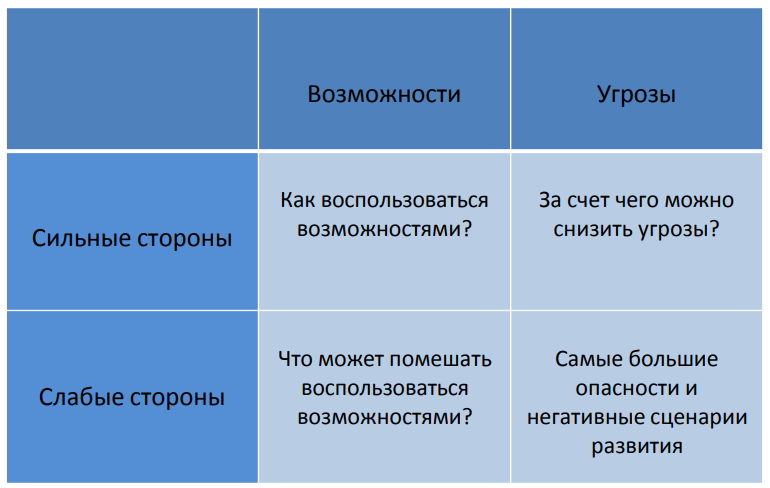 Возможности
Угрозы
Сильные стороны
Как воспользоваться
возможностями?
За счет чего можно
снизить угрозы?
Слабые стороны
Что может помешать
воспользоваться
возможностями?
Самые большие
опасности и
негативные сценарии
развития